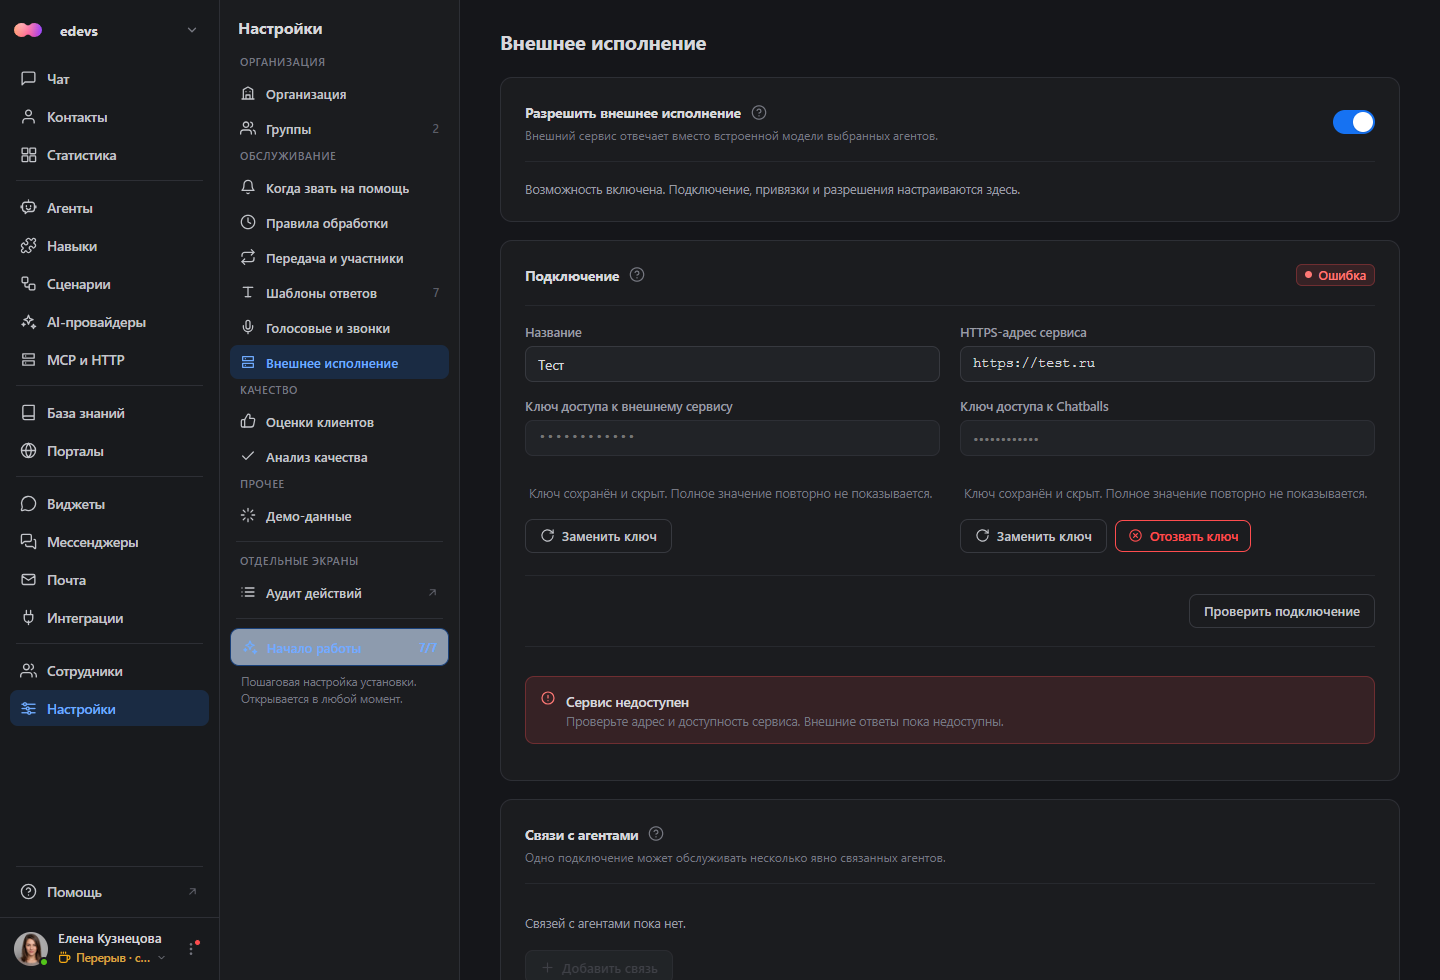 edevs
Чат
Контакты
Статистика
Агенты
Навыки
Сценарии
AI-провайдеры
MCP и HTTP
База знаний
Порталы
Виджеты
Мессенджеры
Почта
Интеграции
Сотрудники
Настройки
Помощь
Елена Кузнецова
Перерыв · с...
Настройки
ОРГАНИЗАЦИЯ
Организация
Группы 2
ОБСЛУЖИВАНИЕ
Когда звать на помощь
Правила обработки
Передача и участники
Шаблоны ответов 7
Голосовые и звонки
Внешнее исполнение
КАЧЕСТВО
Оценки клиентов
Анализ качества
ПРОЧЕЕ
Демо-данные
ОТДЕЛЬНЫЕ ЭКРАНЫ
Аудит действий
Начало работы 7/7
Пошаговая настройка установки.
Открывается в любой момент.
Внешнее исполнение
Разрешить внешнее исполнение
Внешний сервис отвечает вместо встроенной модели выбранных агентов.
Возможность включена. Подключение, привязки и разрешения настраиваются здесь.
Подключение
Ошибка
Название
HTTPS-адрес сервиса
Тест
https://test.ru
Ключ доступа к внешнему сервису
Ключ доступа к Chatballs
••••••••••••
••••••••••••
Ключ сохранён и скрыт. Полное значение повторно не показывается.
Ключ сохранён и скрыт. Полное значение повторно не показывается.
Заменить ключ
Заменить ключ
Отозвать ключ
Проверить подключение
Сервис недоступен
Проверьте адрес и доступность сервиса. Внешние ответы пока недоступны.
Связи с агентами
Одно подключение может обслуживать несколько явно связанных агентов.
Связей с агентами пока нет.
Добавить связь